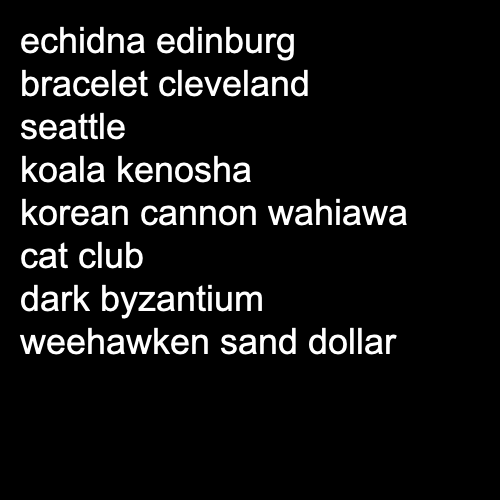 echidna edinburg
bracelet cleveland
seattle
koala kenosha
korean cannon wahiawa
cat club
dark byzantium
weehawken sand dollar